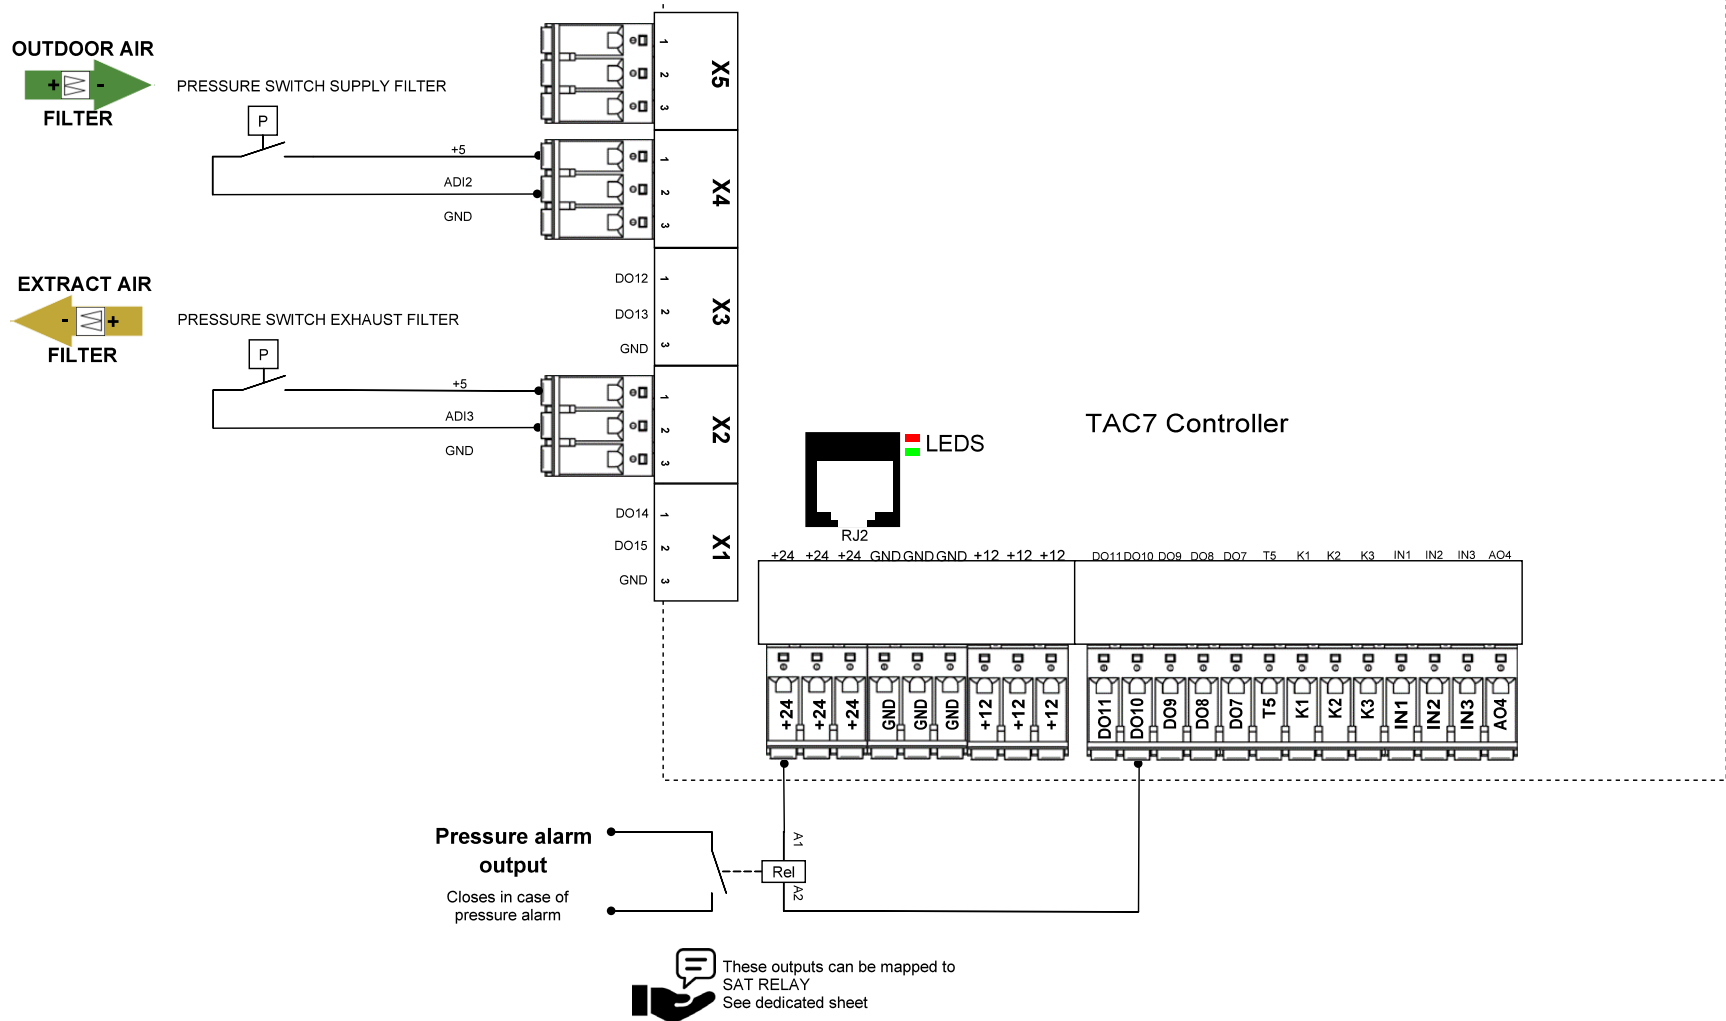 OUTDOOR AIR
+ -
FILTER
PRESSURE SWITCH SUPPLY FILTER
P
+5
ADI2
GND
EXTRACT AIR
- +
FILTER
PRESSURE SWITCH EXHAUST FILTER
P
+5
ADI3
GND
1
2
3
X5
1
2
3
X4
DO12
DO13
GND
1
2
3
X3
1
2
3
X2
DO14
DO15
GND
1
2
3
X1
TAC7 Controller
LEDS
RJ2
+24 +24 +24 GND GND GND +12 +12 +12 DO11 DO10 DO9 DO8 DO7 T5 K1 K2 K3 IN1 IN2 IN3 AO4
+24 +24 +24 GND GND GND +12 +12 +12 DO11 DO10 DO9 DO8 DO7 T5 K1 K2 K3 IN1 IN2 IN3 AO4
Pressure alarm
output
Closes in case of
pressure alarm
A1
Rel
A2
These outputs can be mapped to
SAT RELAY
See dedicated sheet